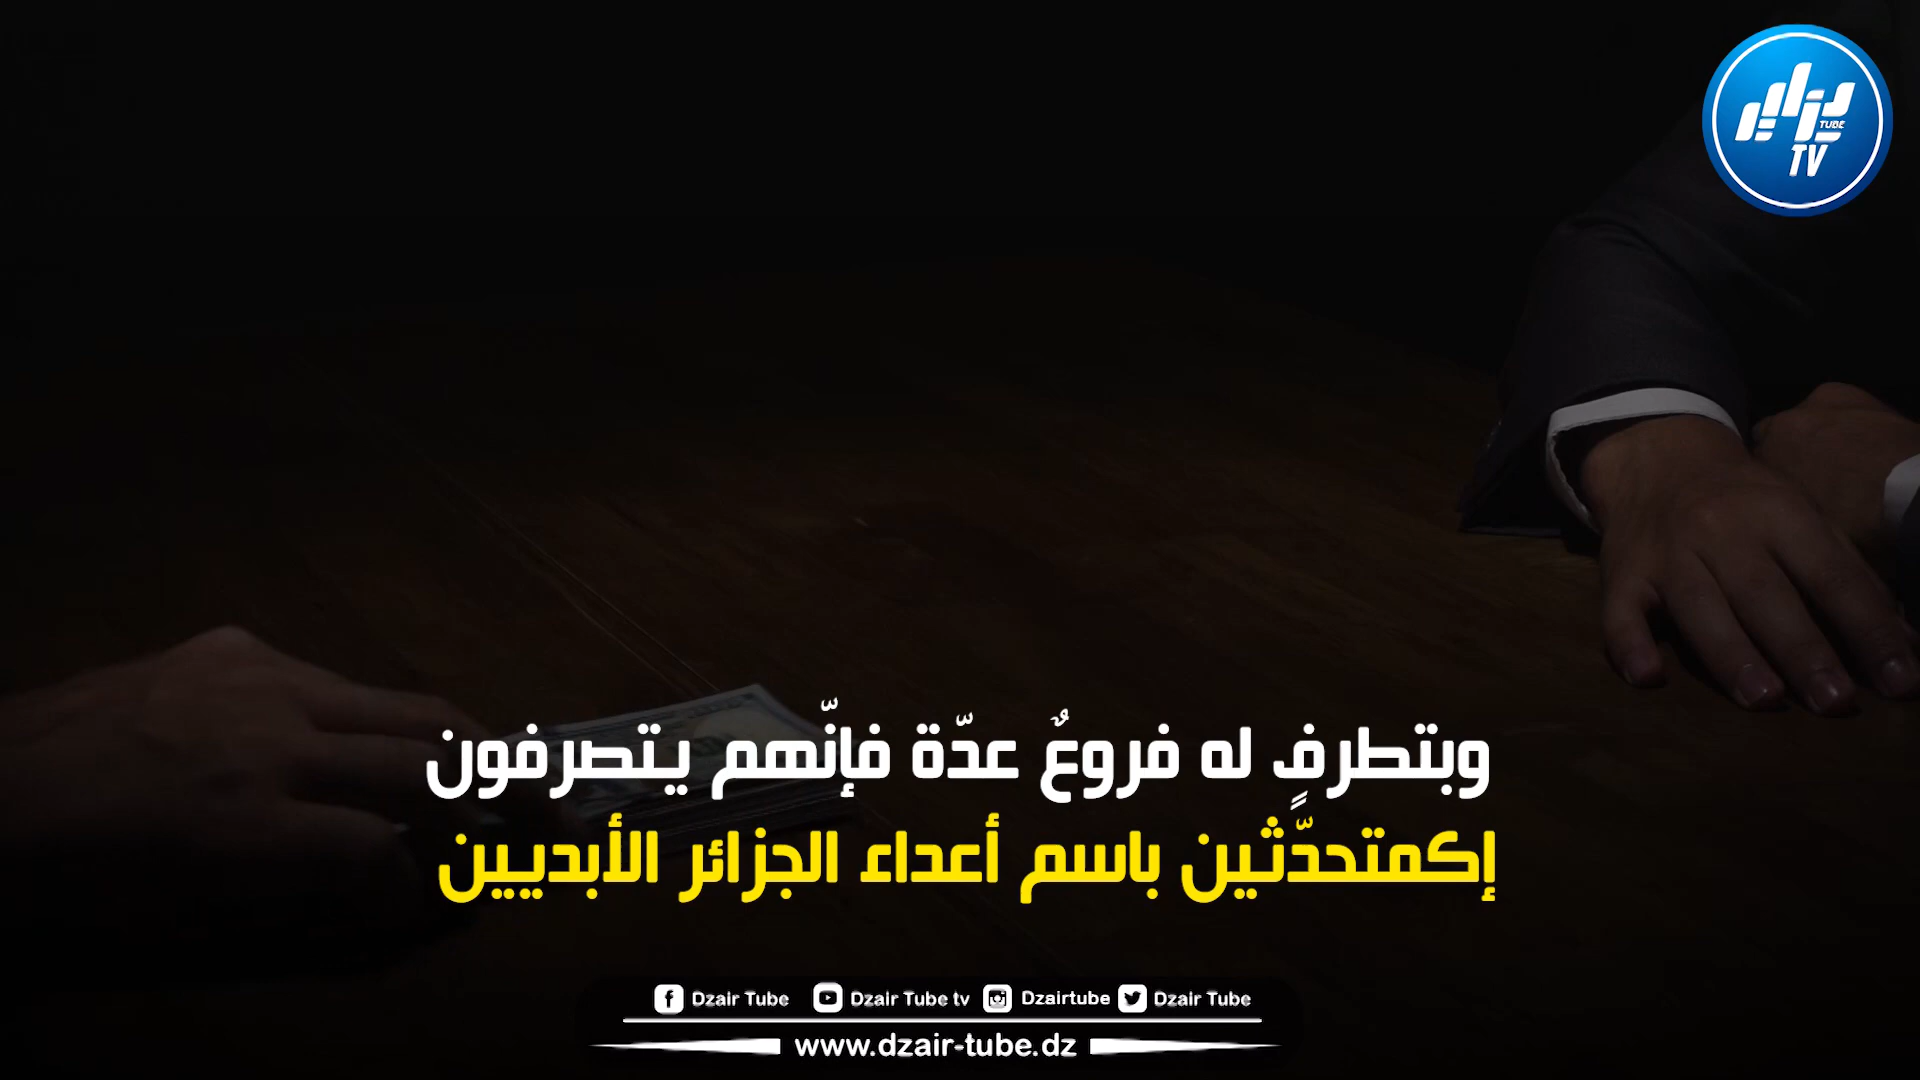 دزاير
TUBE
TV
وبتطرفٍ له فروعٌ عدّة فإنّهم يتصرفون
إكمتحدّثين باسم أعداء الجزائر الأبديين
Dzair Tube Dzair Tube tv Dzairtube Dzair Tube
www.dzair-tube.dz